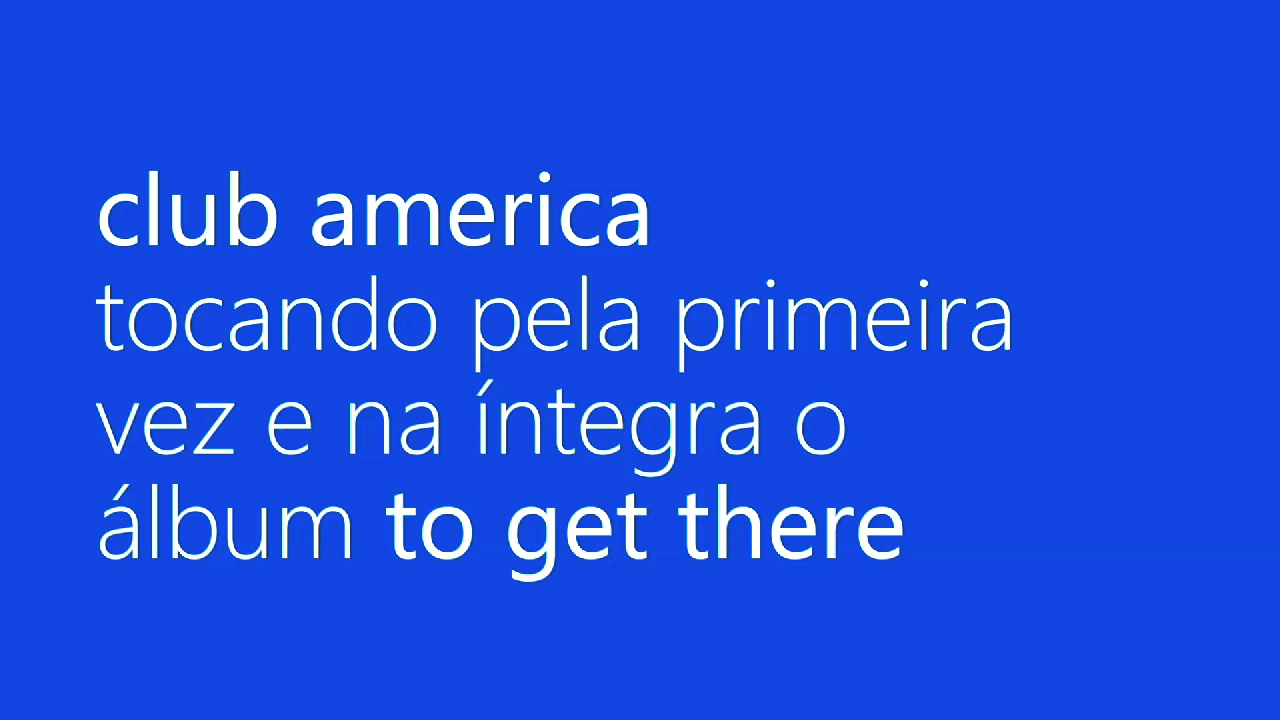 club america
tocando pela primeira
vez e na íntegra o
álbum to get there